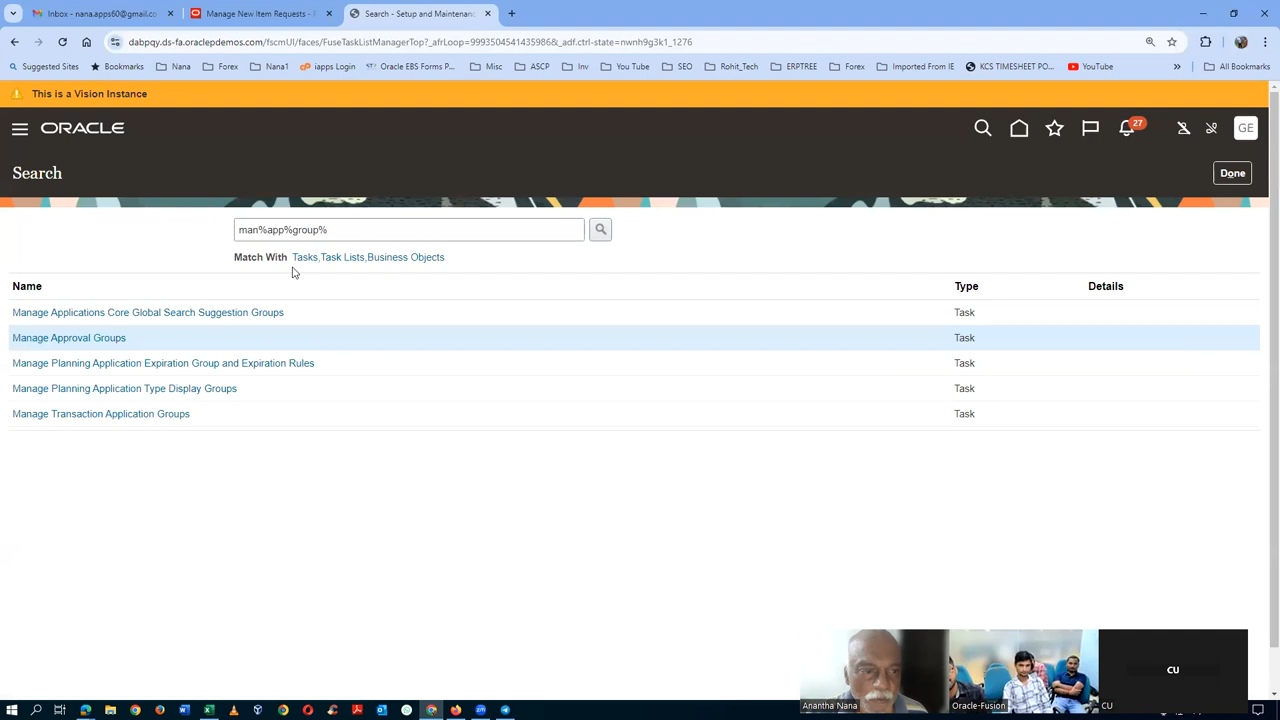 Inbox - nana.apps60@gmail.co
Manage New Item Requests - F
Search - Setup and Maintenanc
dabpqy.ds-fa.oraclepdemos.com/fscmUI/faces/FuseTaskListManagerTop?_afrLoop=9993504541435986&_adf.ctrl-state=nwnh9g3k1_1276
Suggested Sites
Bookmarks
Nana
Forex
Nana1
iapps Login
Oracle EBS Forms P...
Misc
ASCP
Inv
You Tube
SEO
Rohit_Tech
ERPTREE
Forex
Imported From IE
KCS TIMESHEET PO...
YouTube
All Bookmarks
This is a Vision Instance
ORACLE
27
GE
Search
Done
man%app%group%
Match With Tasks,Task Lists,Business Objects
Name Type Details
Manage Applications Core Global Search Suggestion Groups Task
Manage Approval Groups Task
Manage Planning Application Expiration Group and Expiration Rules Task
Manage Planning Application Type Display Groups Task
Manage Transaction Application Groups Task
CU
Anantha Nana
Oracle-Fusion
CU